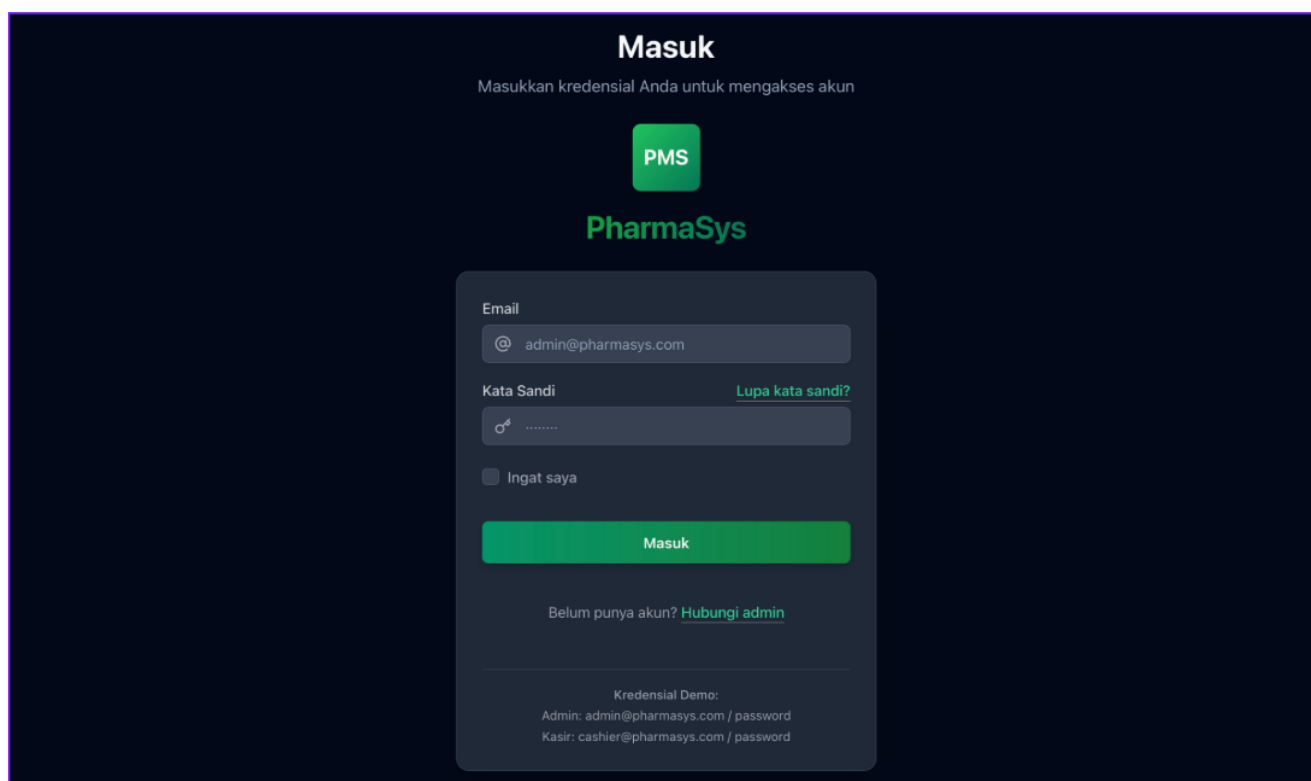 Masuk
Masukkan kredensial Anda untuk mengakses akun
PMS
PharmaSys
Email
@ admin@pharmasys.com
Kata Sandi Lupa kata sandi?
........
Ingat saya
Masuk
Belum punya akun? Hubungi admin
Kredensial Demo:
Admin: admin@pharmasys.com / password
Kasir: cashier@pharmasys.com / password